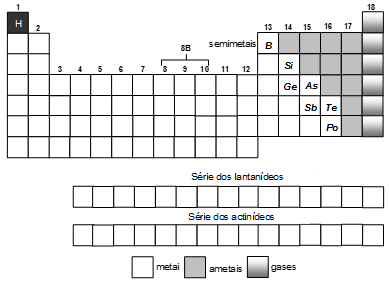 1
18
H
2
13 14 15 16 17
8B
semimetais
B
3 4 5 6 7 8 9 10 11 12
Si
Ge As
Sb Te
Po
Série dos lantanídeos
Série dos actinídeos
metal ametais gases